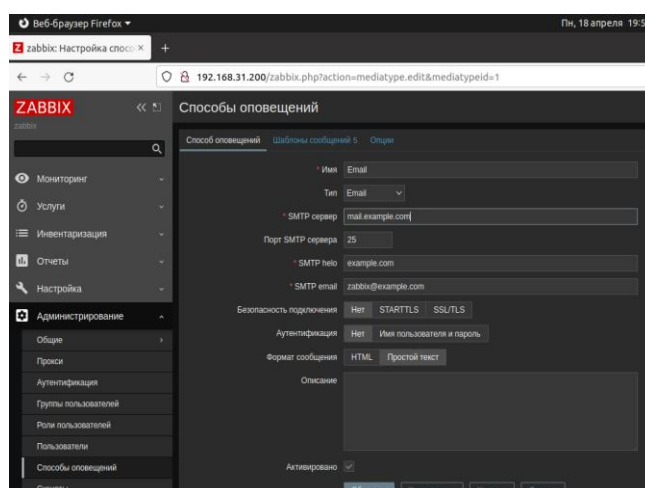 Веб-браузер Firefox
Пн, 18 апреля 19:5
zabbix: Настройка спосо
192.168.31.200/zabbix.php?action=mediatype.edit&mediatypeid=1
ZABBIX
zabbix
Способы оповещений
Способ оповещений Шаблоны сообщений 5 Опции
* Имя Email
Тип Email
* SMTP сервер mail.example.com
Порт SMTP сервера 25
* SMTP helo example.com
* SMTP email zabbix@example.com
Безопасность подключения Нет STARTTLS SSL/TLS
Аутентификация Нет Имя пользователя и пароль
Формат сообщения HTML Простой текст
Описание
Активировано
Мониторинг
Услуги
Инвентаризация
Отчеты
Настройка
Администрирование
Общие
Прокси
Аутентификация
Группы пользователей
Роли пользователей
Пользователи
Способы оповещений